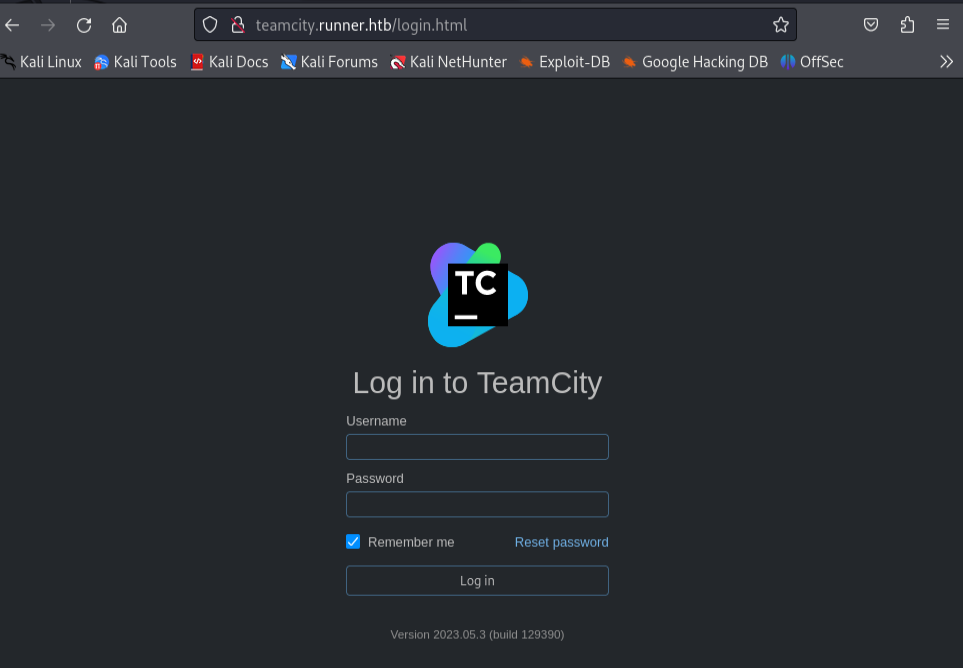 teamcity.runner.htb/login.html
Kali Linux Kali Tools Kali Docs Kali Forums Kali NetHunter Exploit-DB Google Hacking DB OffSec
TC
Log in to TeamCity
Username
Password
Remember me Reset password
Log in
Version 2023.05.3 (build 129390)